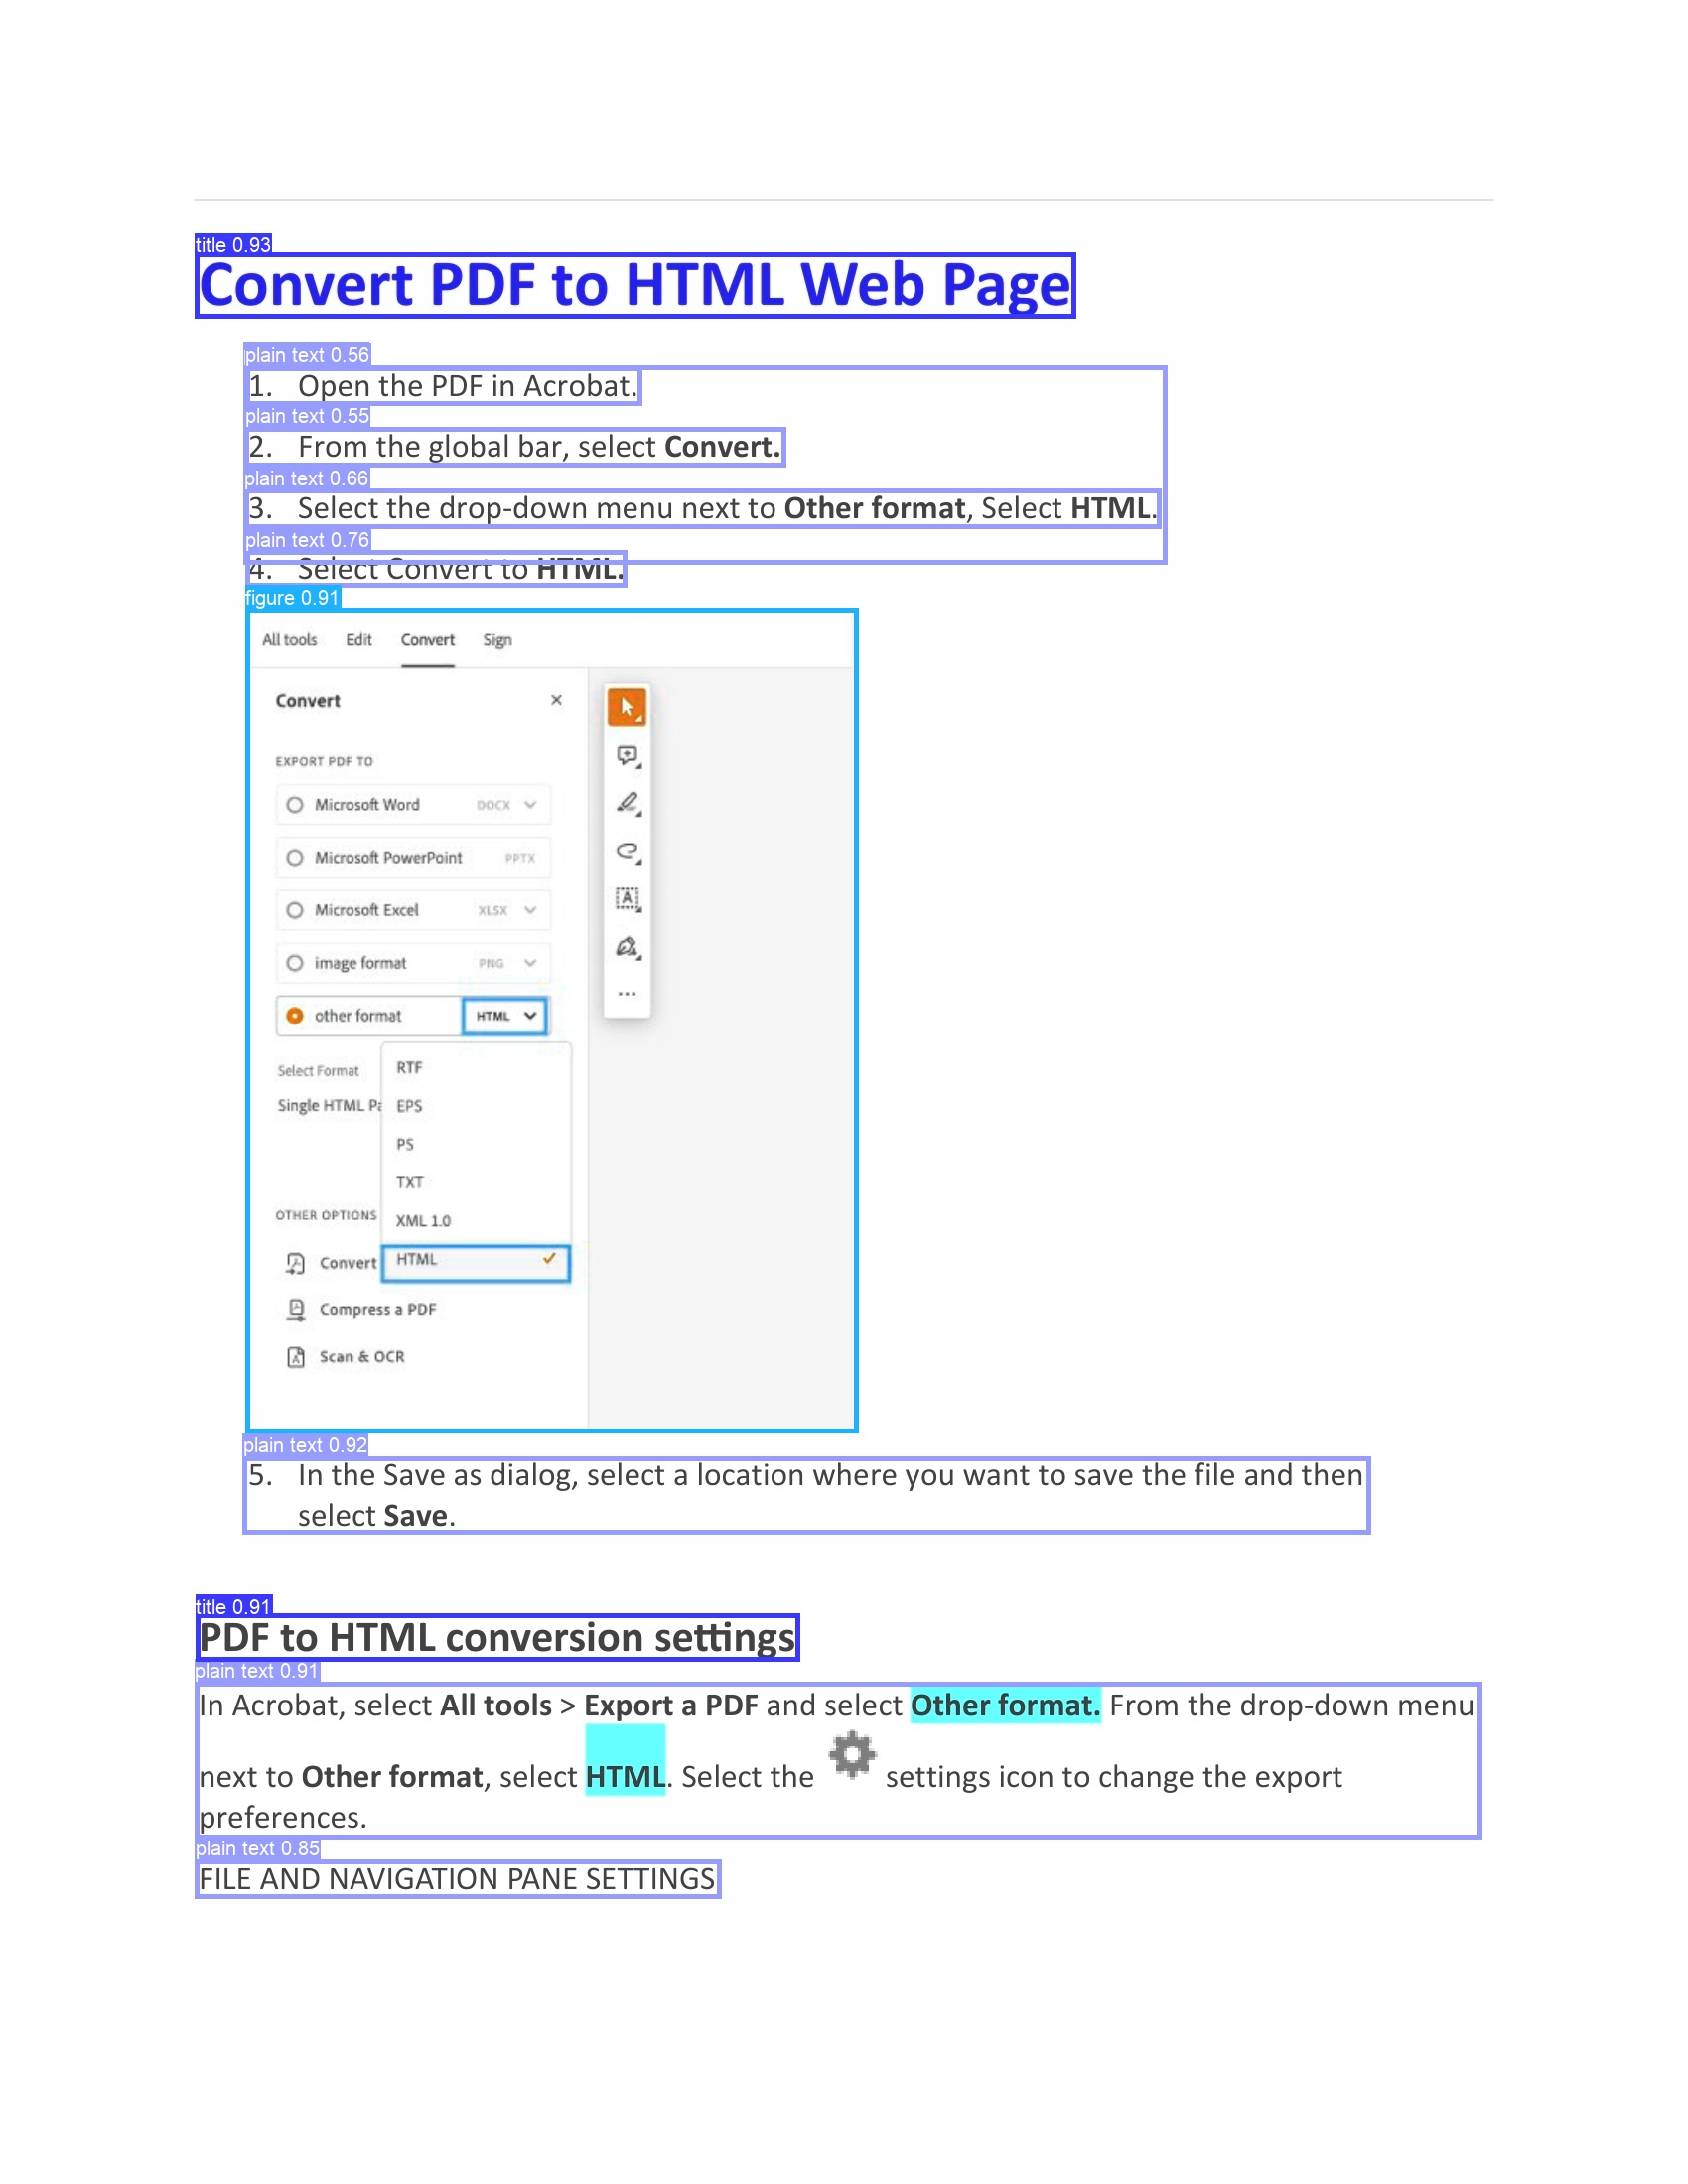 title 0.93
Convert PDF to HTML Web Page
plain text 0.56
1. Open the PDF in Acrobat.
plain text 0.55
2. From the global bar, select Convert.
plain text 0.66
3. Select the drop-down menu next to Other format, Select HTML.
plain text 0.76
4. Select Convert to HTML.
figure 0.91
All tools Edit Convert Sign
Convert
EXPORT PDF TO
Microsoft Word DOCX
Microsoft PowerPoint PPTX
Microsoft Excel XLSX
image format PNG
other format HTML
Select Format RTF
Single HTML Pa EPS
PS
TXT
OTHER OPTIONS XML 1.0
Convert HTML
Compress a PDF
Scan & OCR
plain text 0.92
5. In the Save as dialog, select a location where you want to save the file and then
select Save.
title 0.91
PDF to HTML conversion settings
plain text 0.91
In Acrobat, select All tools > Export a PDF and select Other format. From the drop-down menu
next to Other format, select HTML. Select the settings icon to change the export
preferences.
plain text 0.85
FILE AND NAVIGATION PANE SETTINGS